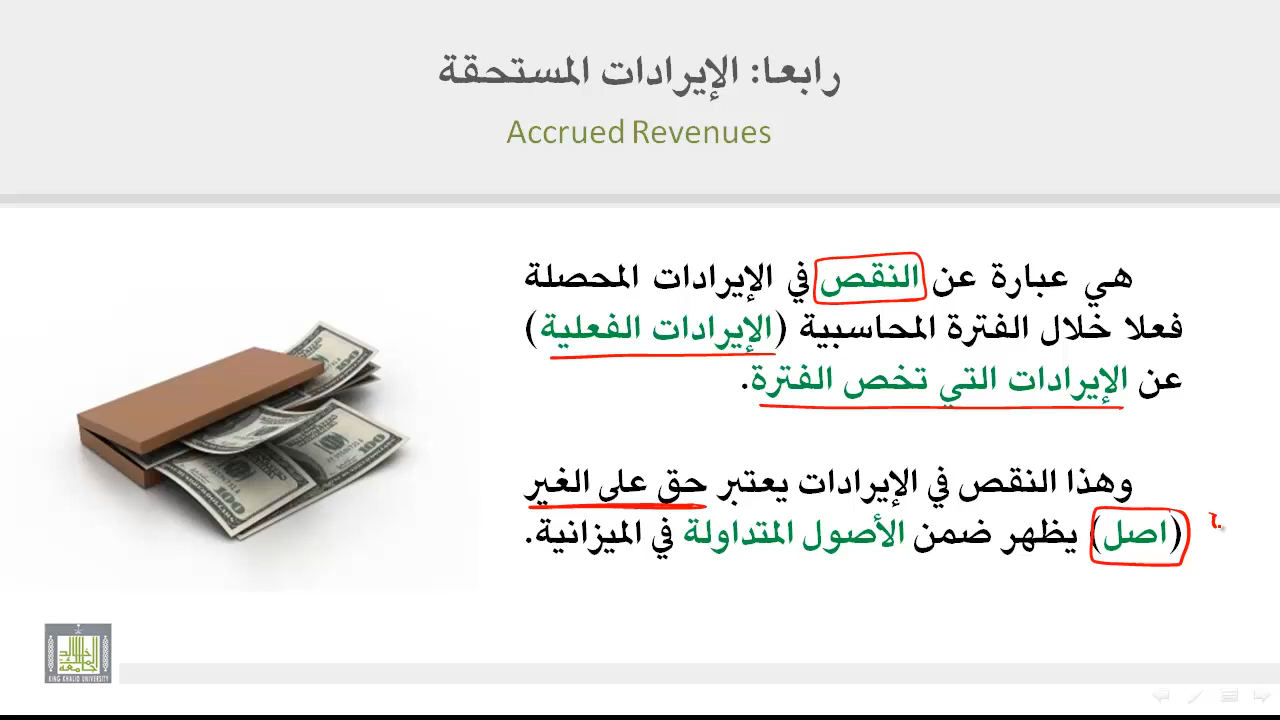 رابعا: الإيرادات المستحقة
Accrued Revenues
هي عبارة عن النقص في الإيرادات المحصلة
فعلا خلال الفترة المحاسبية (الإيرادات الفعلية)
عن الإيرادات التي تخص الفترة.
وهذا النقص في الإيرادات يعتبر حق على الغير
(اصل) يظهر ضمن الأصول المتداولة في الميزانية.
KING KHALID UNIVERSITY